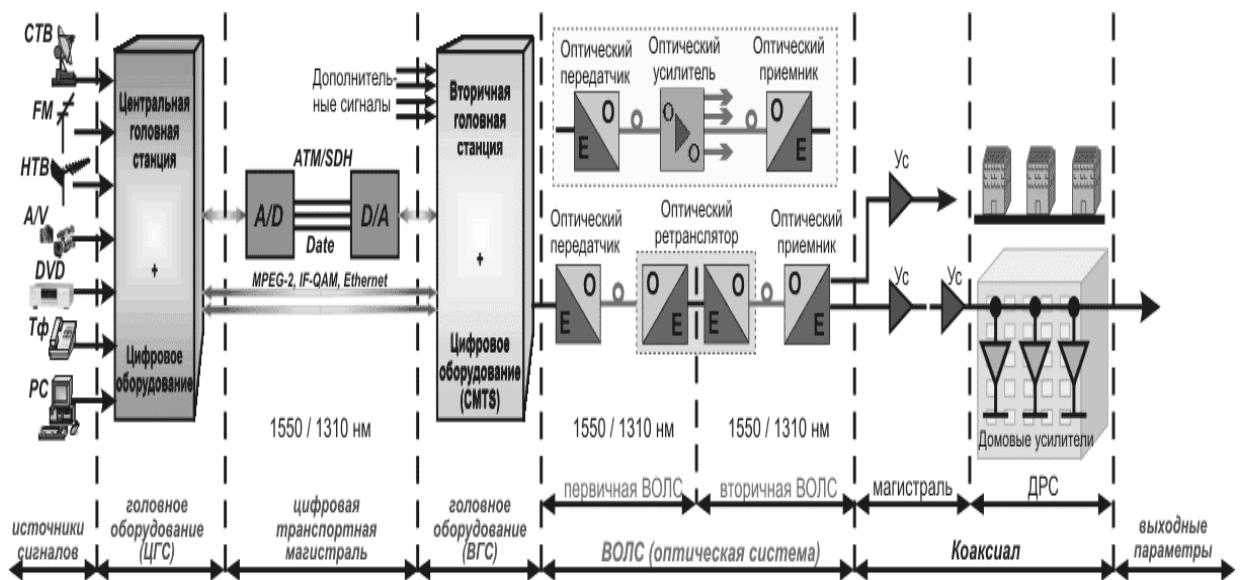 СТВ
FM
НТВ
A/V
DVD
Тф
PC
источники
сигналов
Центральная
головная
станция
+
Цифровое
оборудование
головное
оборудование
(ЦГС)
ATM/SDH
A/D
D/A
Date
MPEG-2, IF-QAM, Ethernet
1550 / 1310 нм
цифровая
транспортная
магистраль
Дополнитель-
ные сигналы
Вторичная
головная
станция
+
Цифровое
оборудование
(CMTS)
головное
оборудование
(ВГС)
Оптический
передатчик
Оптический
усилитель
Оптический
приемник
O
E
O
O
O
E
Оптический
передатчик
Оптический
ретранслятор
Оптический
приемник
O
E
O
E
O
E
O
E
1550 / 1310 нм
1550 / 1310 нм
первичная ВОЛС
вторичная ВОЛС
ВОЛС (оптическая система)
Ус
Ус
Ус
Домовые усилители
магистраль
ДРС
Коаксиал
выходные
параметры